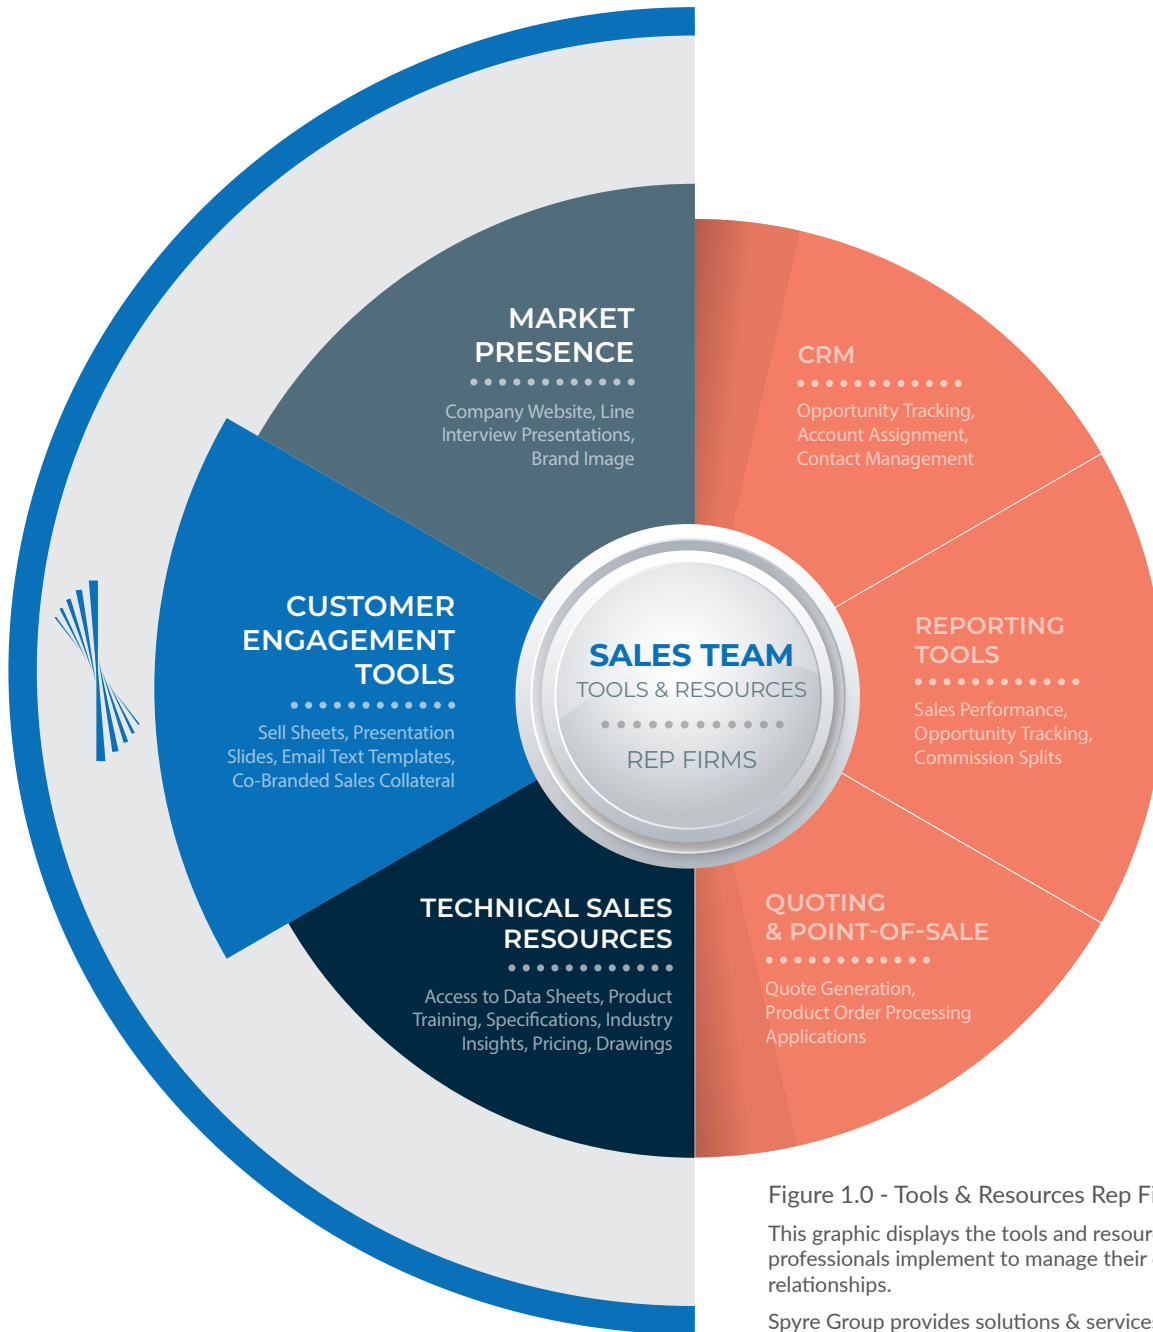 MARKET
PRESENCE
Company Website, Line
Interview Presentations,
Brand Image
CUSTOMER
ENGAGEMENT
TOOLS
Sell Sheets, Presentation
Slides, Email Text Templates,
Co-Branded Sales Collateral
TECHNICAL SALES
RESOURCES
Access to Data Sheets, Product
Training, Specifications, Industry
Insights, Pricing, Drawings
SALES TEAM
TOOLS & RESOURCES
REP FIRMS
CRM
Opportunity Tracking,
Account Assignment,
Contact Management
REPORTING
TOOLS
Sales Performance,
Opportunity Tracking,
Commission Splits
QUOTING
& POINT-OF-SALE
Quote Generation,
Product Order Processing
Applications
Figure 1.0 - Tools & Resources Rep
This graphic displays the tools and
professionals implement to manage their
relationships.
Spyre Group provides solutions & services